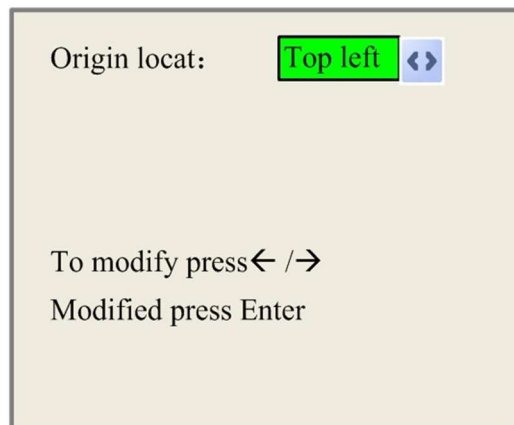 Origin locat： Top left
To modify press← /→
Modified press Enter